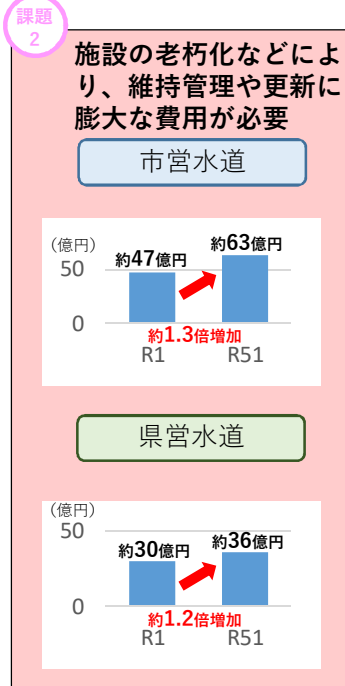 課題
2
施設の老朽化などによ
り、維持管理や更新に
膨大な費用が必要
市営水道
（億円）
50
0
約47億円
約63億円
約1.3倍増加
R1
R51
県営水道
（億円）
50
0
約30億円
約36億円
約1.2倍増加
R1
R51